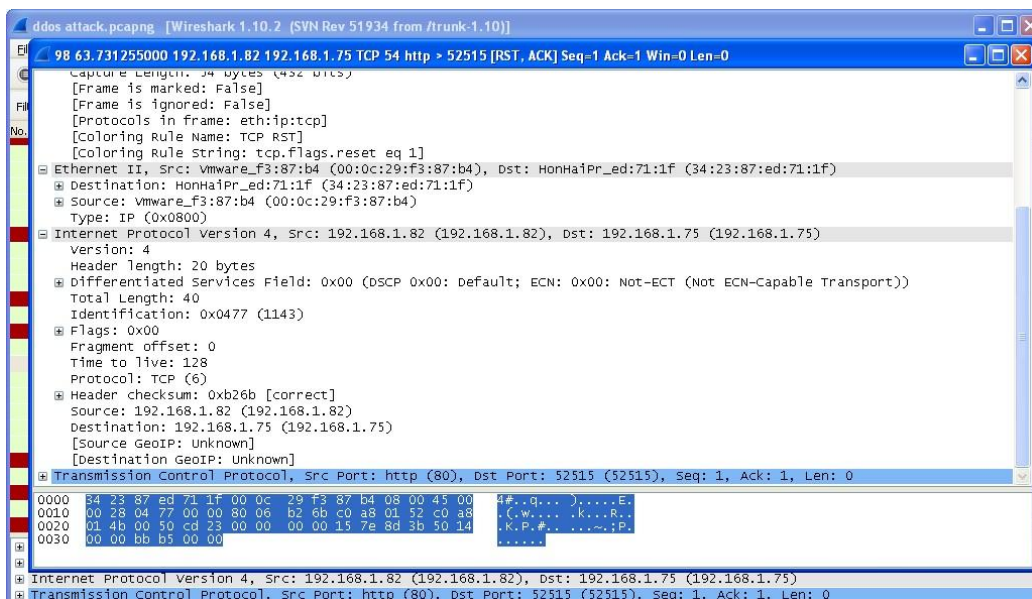 ddos attack.pcapng [Wireshark 1.10.2 (SVN Rev 51934 from /trunk-1.10)]
98 63.731255000 192.168.1.82 192.168.1.75 TCP 54 http > 52515 [RST, ACK] Seq=1 Ack=1 Win=0 Len=0
Capture Length: 54 bytes (432 bits)
[Frame is marked: False]
[Frame is ignored: False]
[Protocols in frame: eth:ip:tcp]
[Coloring Rule Name: TCP RST]
[Coloring Rule String: tcp.flags.reset eq 1]
No.
Ethernet II, Src: Vmware_f3:87:b4 (00:0c:29:f3:87:b4), Dst: HonHaiPr_ed:71:1f (34:23:87:ed:71:1f)
Destination: HonHaiPr_ed:71:1f (34:23:87:ed:71:1f)
Source: Vmware_f3:87:b4 (00:0c:29:f3:87:b4)
Type: IP (0x0800)
Internet Protocol Version 4, Src: 192.168.1.82 (192.168.1.82), Dst: 192.168.1.75 (192.168.1.75)
Version: 4
Header length: 20 bytes
Differentiated Services Field: 0x00 (DSCP 0x00: Default; ECN: 0x00: Not-ECT (Not ECN-Capable Transport))
Total Length: 40
Identification: 0x0477 (1143)
Flags: 0x00
Fragment offset: 0
Time to live: 128
Protocol: TCP (6)
Header checksum: 0xb26b [correct]
Source: 192.168.1.82 (192.168.1.82)
Destination: 192.168.1.75 (192.168.1.75)
[Source GeoIP: Unknown]
[Destination GeoIP: Unknown]
Transmission Control Protocol, Src Port: http (80), Dst Port: 52515 (52515), Seq: 1, Ack: 1, Len: 0
0000 34 23 87 ed 71 1f 00 0c 29 f3 87 b4 08 00 45 00 4#..q... ).....E.
0010 00 28 04 77 00 00 80 06 b2 6b c0 a8 01 52 c0 a8 .(.w.... .k...R..
0020 01 4b 00 50 cd 23 00 00 00 00 15 7e 8d 3b 50 14 .K.P.#.. ...~.;P.
0030 00 00 bb b5 00 00 ......
Internet Protocol Version 4, Src: 192.168.1.82 (192.168.1.82), Dst: 192.168.1.75 (192.168.1.75)
Transmission Control Protocol, Src Port: http (80), Dst Port: 52515 (52515), Seq: 1, Ack: 1, Len: 0